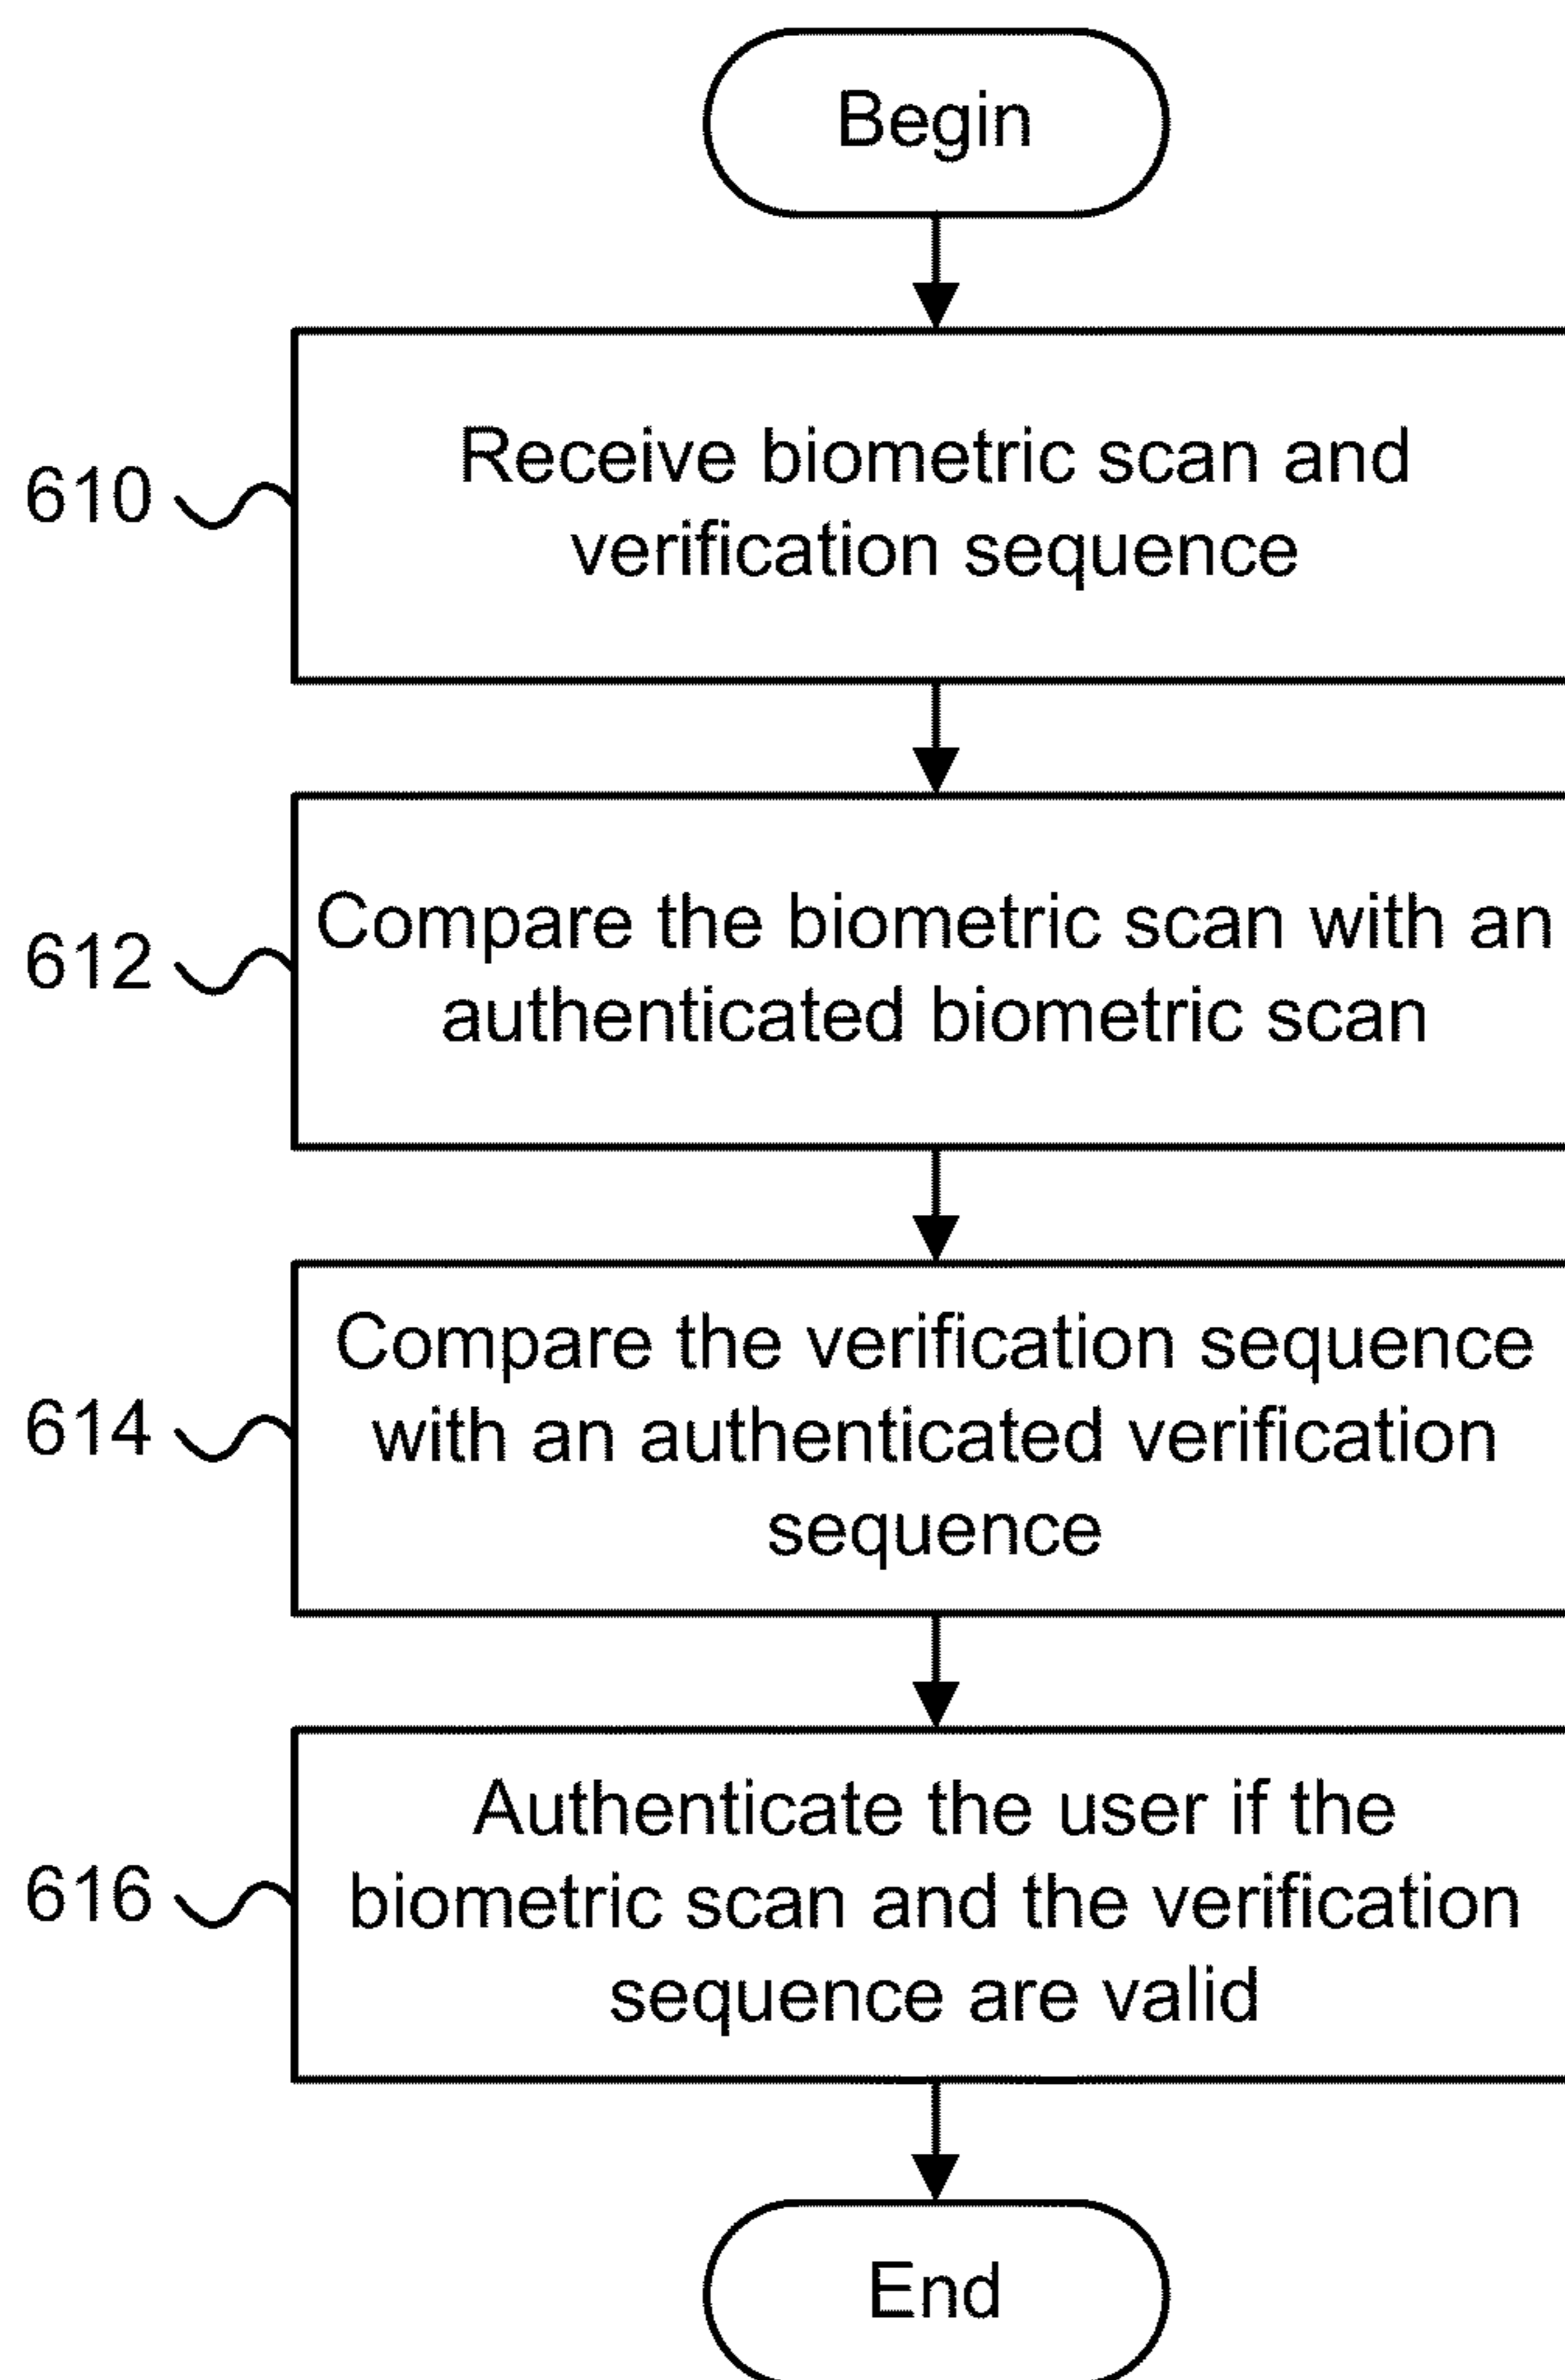 Begin
610
Receive biometric scan and
verification sequence
612
Compare the biometric scan with an
authenticated biometric scan
614
Compare the verification sequence
with an authenticated verification
sequence
616
Authenticate the user if the
biometric scan and the verification
sequence are valid
End